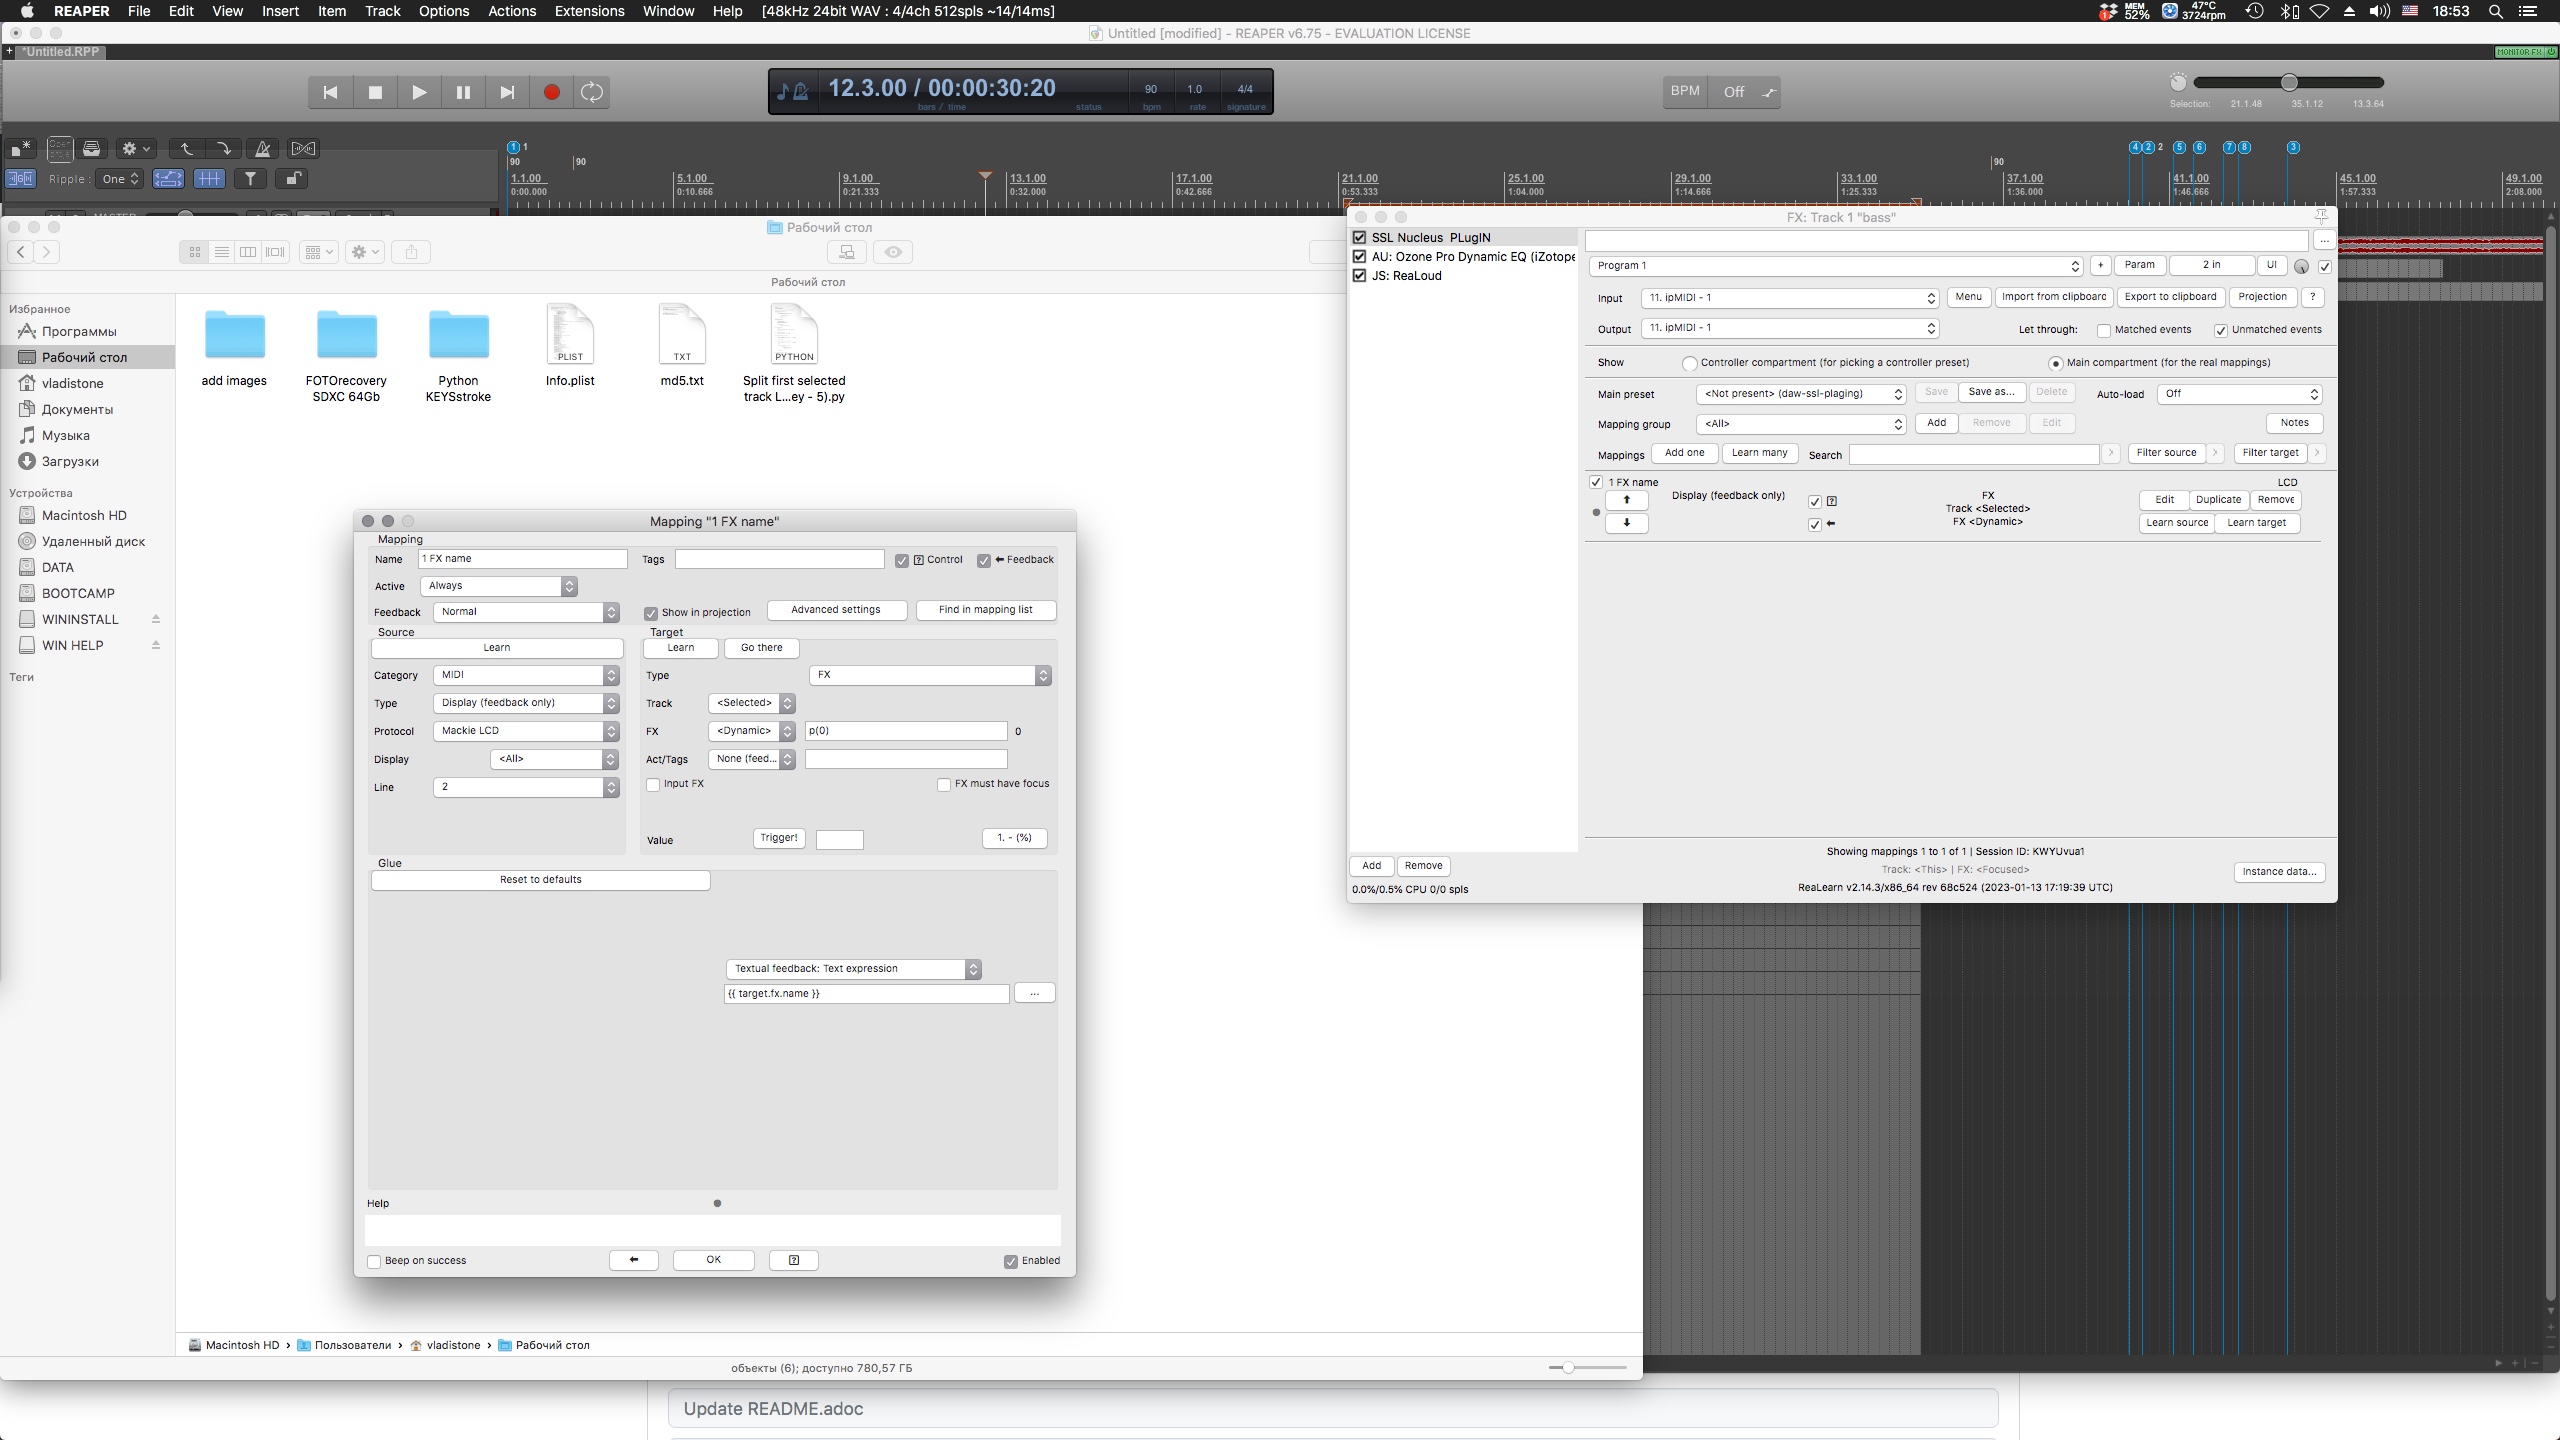 REAPER File Edit View Insert Item Track Options Actions Extensions Window Help [48kHz 24bit WAV : 4/4ch 512spls ~14/14ms]
1 MEM 52% 47°C 3724rpm 18:53
Untitled [modified] - REAPER v6.75 - EVALUATION LICENSE
+ *Untitled.RPP MONITOR FX
12.3.00 / 00:00:30:20 90 1.0 4/4
bars / time status bpm rate signature
BPM Off
Selection: 21.1.48 35.1.12 13.3.64
Ripple : One
1 1 4 2 2 5 6 7 8 3
90 90 90
1.1.00 5.1.00 9.1.00 13.1.00 17.1.00 21.1.00 25.1.00 29.1.00 33.1.00 37.1.00 41.1.00 45.1.00 49.1.00
0:00.000 0:10.666 0:21.333 0:32.000 0:42.666 0:53.333 1:04.000 1:14.666 1:25.333 1:36.000 1:46.666 1:57.333 2:08.000
Рабочий стол
Рабочий стол
Избранное
Программы
Рабочий стол
vladistone
Документы
Музыка
Загрузки
Устройства
Macintosh HD
Удаленный диск
DATA
BOOTCAMP
WININSTALL
WIN HELP
Теги
PLIST TXT PYTHON
add images
FOTOrecovery
SDXC 64Gb
Python
KEYSstroke
Info.plist
md5.txt
Split first selected
track L...ey - 5).py
Mapping "1 FX name"
Mapping
Name 1 FX name Tags ? Control Feedback
Active Always
Feedback Normal Show in projection Advanced settings Find in mapping list
Source Target
Learn Learn Go there
Category MIDI Type FX
Type Display (feedback only) Track <Selected>
Protocol Mackie LCD FX <Dynamic> p(0) 0
Display <All> Act/Tags None (feed...
Line 2 Input FX FX must have focus
Value Trigger! 1. - (%)
Glue
Reset to defaults
Textual feedback: Text expression
{{ target.fx.name }} ...
Help
Beep on success OK ? Enabled
Macintosh HD › Пользователи › vladistone › Рабочий стол
объекты (6); доступно 780,57 ГБ
Update README.adoc
FX: Track 1 "bass"
SSL Nucleus PLugIN
AU: Ozone Pro Dynamic EQ (iZotope
JS: ReaLoud
...
Program 1 + Param 2 in UI
Input 11. ipMIDI - 1 Menu Import from clipboard Export to clipboard Projection ?
Output 11. ipMIDI - 1 Let through: Matched events Unmatched events
Show Controller compartment (for picking a controller preset) Main compartment (for the real mappings)
Main preset <Not present> (daw-ssl-plaging) Save Save as... Delete Auto-load Off
Mapping group <All> Add Remove Edit Notes
Mappings Add one Learn many Search > Filter source > Filter target >
1 FX name LCD
Display (feedback only) ? FX Edit Duplicate Remove
Track <Selected>
FX <Dynamic> Learn source Learn target
Showing mappings 1 to 1 of 1 | Session ID: KWYUvua1
Track: <This> | FX: <Focused> Instance data...
ReaLearn v2.14.3/x86_64 rev 68c524 (2023-01-13 17:19:39 UTC)
Add Remove
0.0%/0.5% CPU 0/0 spls